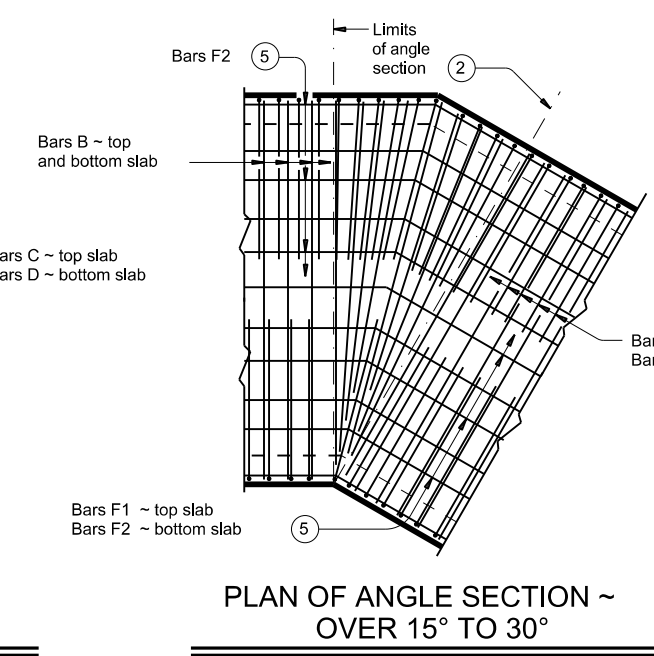 Limits
of angle
section
Bars F2
5
2
Bars B ~ top
and bottom slab
ars C ~ top slab
ars D ~ bottom slab
Bar
Bar
Bars F1 ~ top slab
Bars F2 ~ bottom slab
5
PLAN OF ANGLE SECTION ~
OVER 15° TO 30°